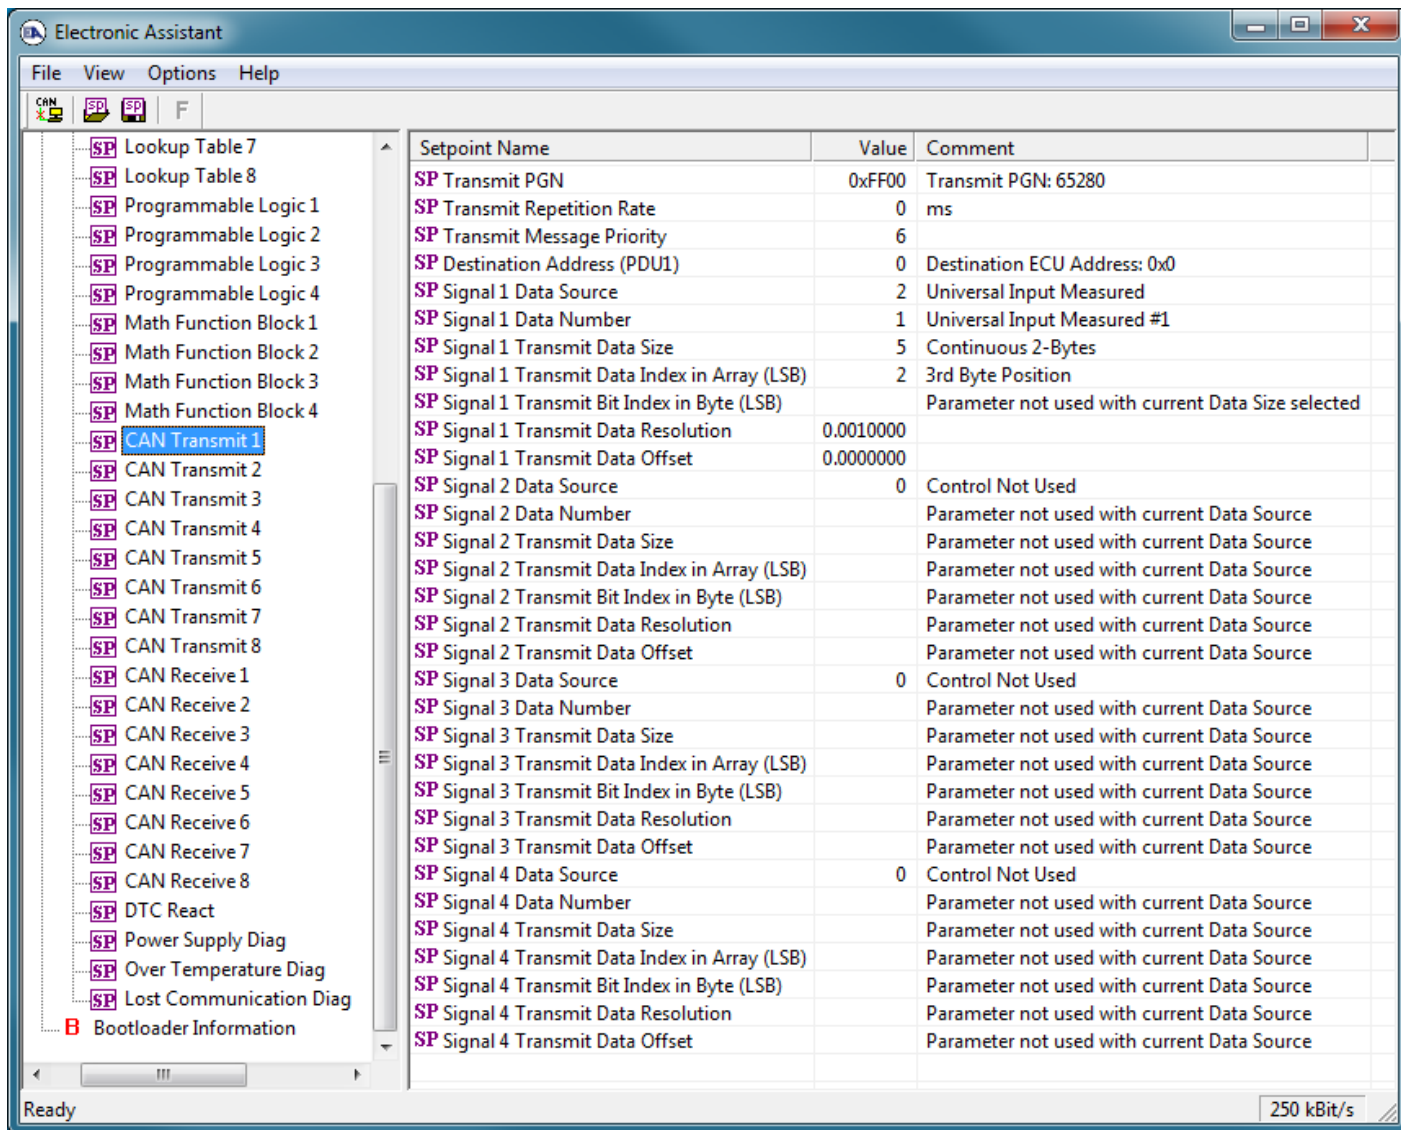 Electronic Assistant
File View Options Help
CAN SP SP F
SP Lookup Table 7
SP Lookup Table 8
SP Programmable Logic 1
SP Programmable Logic 2
SP Programmable Logic 3
SP Programmable Logic 4
SP Math Function Block 1
SP Math Function Block 2
SP Math Function Block 3
SP Math Function Block 4
SP CAN Transmit 1
SP CAN Transmit 2
SP CAN Transmit 3
SP CAN Transmit 4
SP CAN Transmit 5
SP CAN Transmit 6
SP CAN Transmit 7
SP CAN Transmit 8
SP CAN Receive 1
SP CAN Receive 2
SP CAN Receive 3
SP CAN Receive 4
SP CAN Receive 5
SP CAN Receive 6
SP CAN Receive 7
SP CAN Receive 8
SP DTC React
SP Power Supply Diag
SP Over Temperature Diag
SP Lost Communication Diag
B Bootloader Information
Setpoint Name Value Comment
SP Transmit PGN 0xFF00 Transmit PGN: 65280
SP Transmit Repetition Rate 0 ms
SP Transmit Message Priority 6
SP Destination Address (PDU1) 0 Destination ECU Address: 0x0
SP Signal 1 Data Source 2 Universal Input Measured
SP Signal 1 Data Number 1 Universal Input Measured #1
SP Signal 1 Transmit Data Size 5 Continuous 2-Bytes
SP Signal 1 Transmit Data Index in Array (LSB) 2 3rd Byte Position
SP Signal 1 Transmit Bit Index in Byte (LSB) Parameter not used with current Data Size selected
SP Signal 1 Transmit Data Resolution 0.0010000
SP Signal 1 Transmit Data Offset 0.0000000
SP Signal 2 Data Source 0 Control Not Used
SP Signal 2 Data Number Parameter not used with current Data Source
SP Signal 2 Transmit Data Size Parameter not used with current Data Source
SP Signal 2 Transmit Data Index in Array (LSB) Parameter not used with current Data Source
SP Signal 2 Transmit Bit Index in Byte (LSB) Parameter not used with current Data Source
SP Signal 2 Transmit Data Resolution Parameter not used with current Data Source
SP Signal 2 Transmit Data Offset Parameter not used with current Data Source
SP Signal 3 Data Source 0 Control Not Used
SP Signal 3 Data Number Parameter not used with current Data Source
SP Signal 3 Transmit Data Size Parameter not used with current Data Source
SP Signal 3 Transmit Data Index in Array (LSB) Parameter not used with current Data Source
SP Signal 3 Transmit Bit Index in Byte (LSB) Parameter not used with current Data Source
SP Signal 3 Transmit Data Resolution Parameter not used with current Data Source
SP Signal 3 Transmit Data Offset Parameter not used with current Data Source
SP Signal 4 Data Source 0 Control Not Used
SP Signal 4 Data Number Parameter not used with current Data Source
SP Signal 4 Transmit Data Size Parameter not used with current Data Source
SP Signal 4 Transmit Data Index in Array (LSB) Parameter not used with current Data Source
SP Signal 4 Transmit Bit Index in Byte (LSB) Parameter not used with current Data Source
SP Signal 4 Transmit Data Resolution Parameter not used with current Data Source
SP Signal 4 Transmit Data Offset Parameter not used with current Data Source
Ready 250 kBit/s